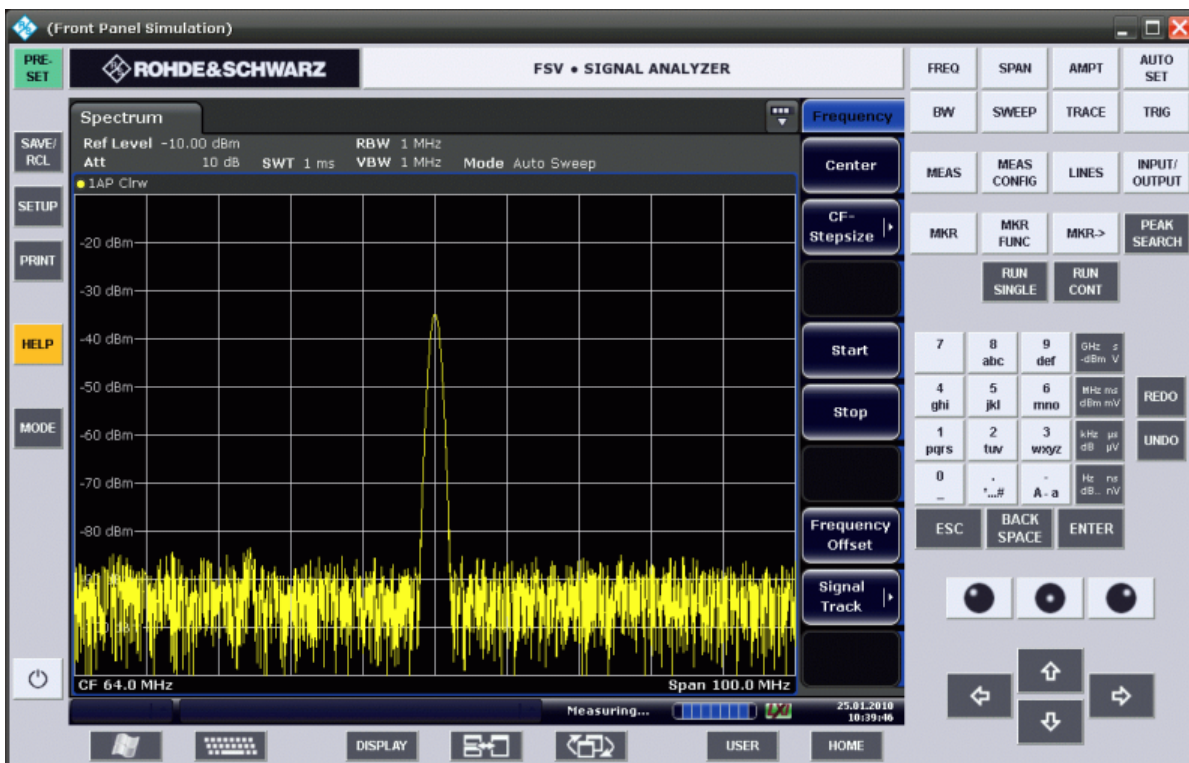 (Front Panel Simulation)
PRE-
SET
ROHDE&SCHWARZ
FSV • SIGNAL ANALYZER
FREQ
SPAN
AMPT
AUTO
SET
Spectrum
Frequency
BW
SWEEP
TRACE
TRIG
SAVE/
RCL
Ref Level -10.00 dBm
RBW 1 MHz
Att 10 dB SWT 1 ms VBW 1 MHz Mode Auto Sweep
1AP Clrw
Center
MEAS
MEAS
CONFIG
LINES
INPUT/
OUTPUT
SETUP
CF-
Stepsize
MKR
MKR
FUNC
MKR->
PEAK
SEARCH
PRINT
RUN
SINGLE
RUN
CONT
-20 dBm
-30 dBm
-40 dBm
-50 dBm
-60 dBm
-70 dBm
-80 dBm
HELP
Start
Stop
MODE
7
8
abc
9
def
GHz s
-dBm V
4
ghi
5
jkl
6
mno
MHz ms
dBm mV
REDO
1
pqrs
2
tuv
3
wxyz
kHz µs
dB µV
UNDO
0
_
.
*...#
-
A-a
Hz ns
dB.. nV
Frequency
Offset
ESC
BACK
SPACE
ENTER
Signal
Track
CF 64.0 MHz
Span 100.0 MHz
Measuring...
LXI
25.01.2010
10:39:46
DISPLAY
USER
HOME